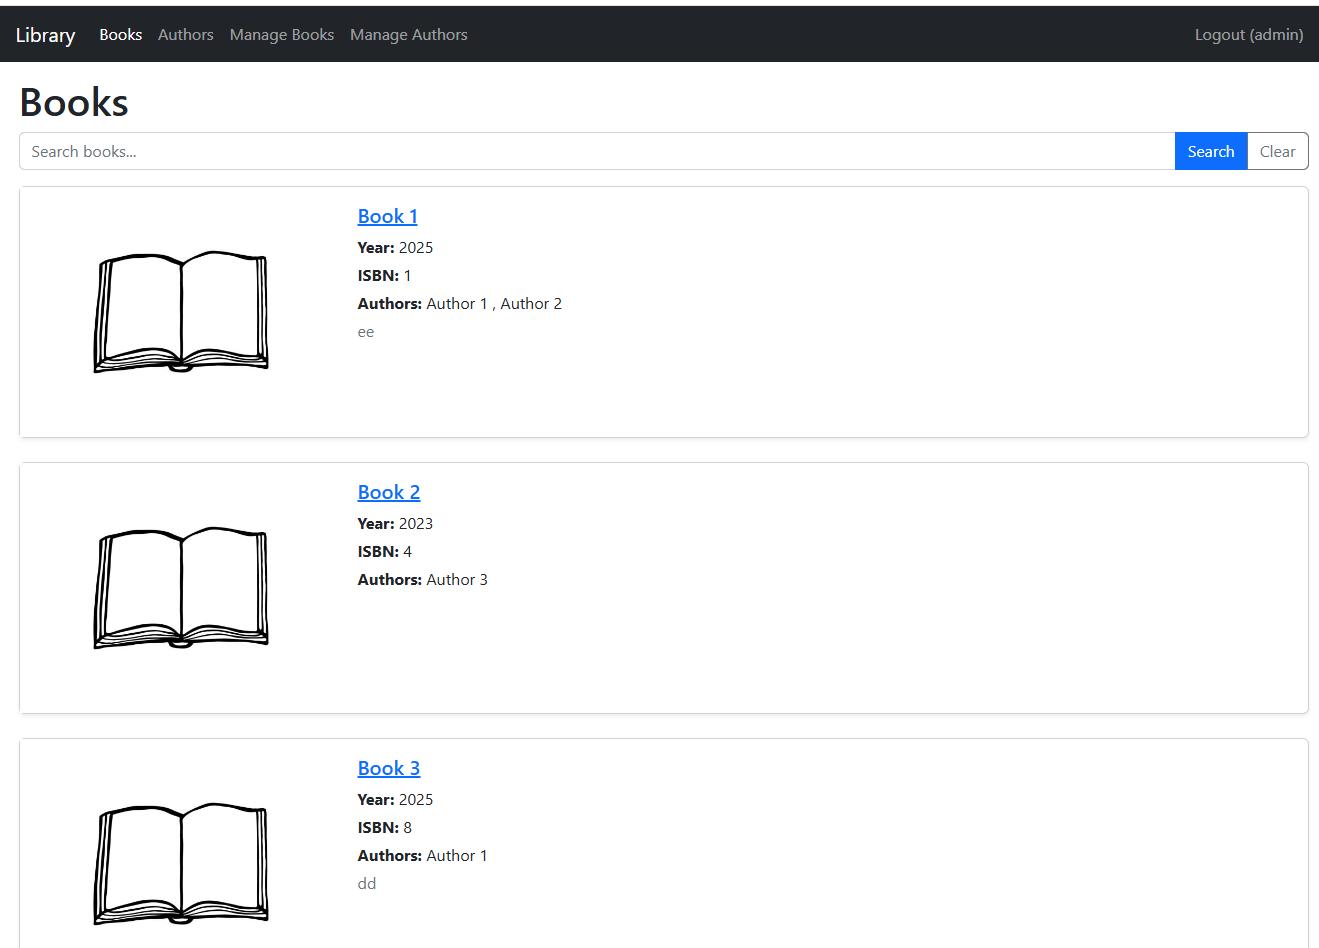 Library Books Authors Manage Books Manage Authors Logout (admin)
Books
Search books... Search Clear
Book 1
Year: 2025
ISBN: 1
Authors: Author 1 , Author 2
ee
Book 2
Year: 2023
ISBN: 4
Authors: Author 3
Book 3
Year: 2025
ISBN: 8
Authors: Author 1
dd